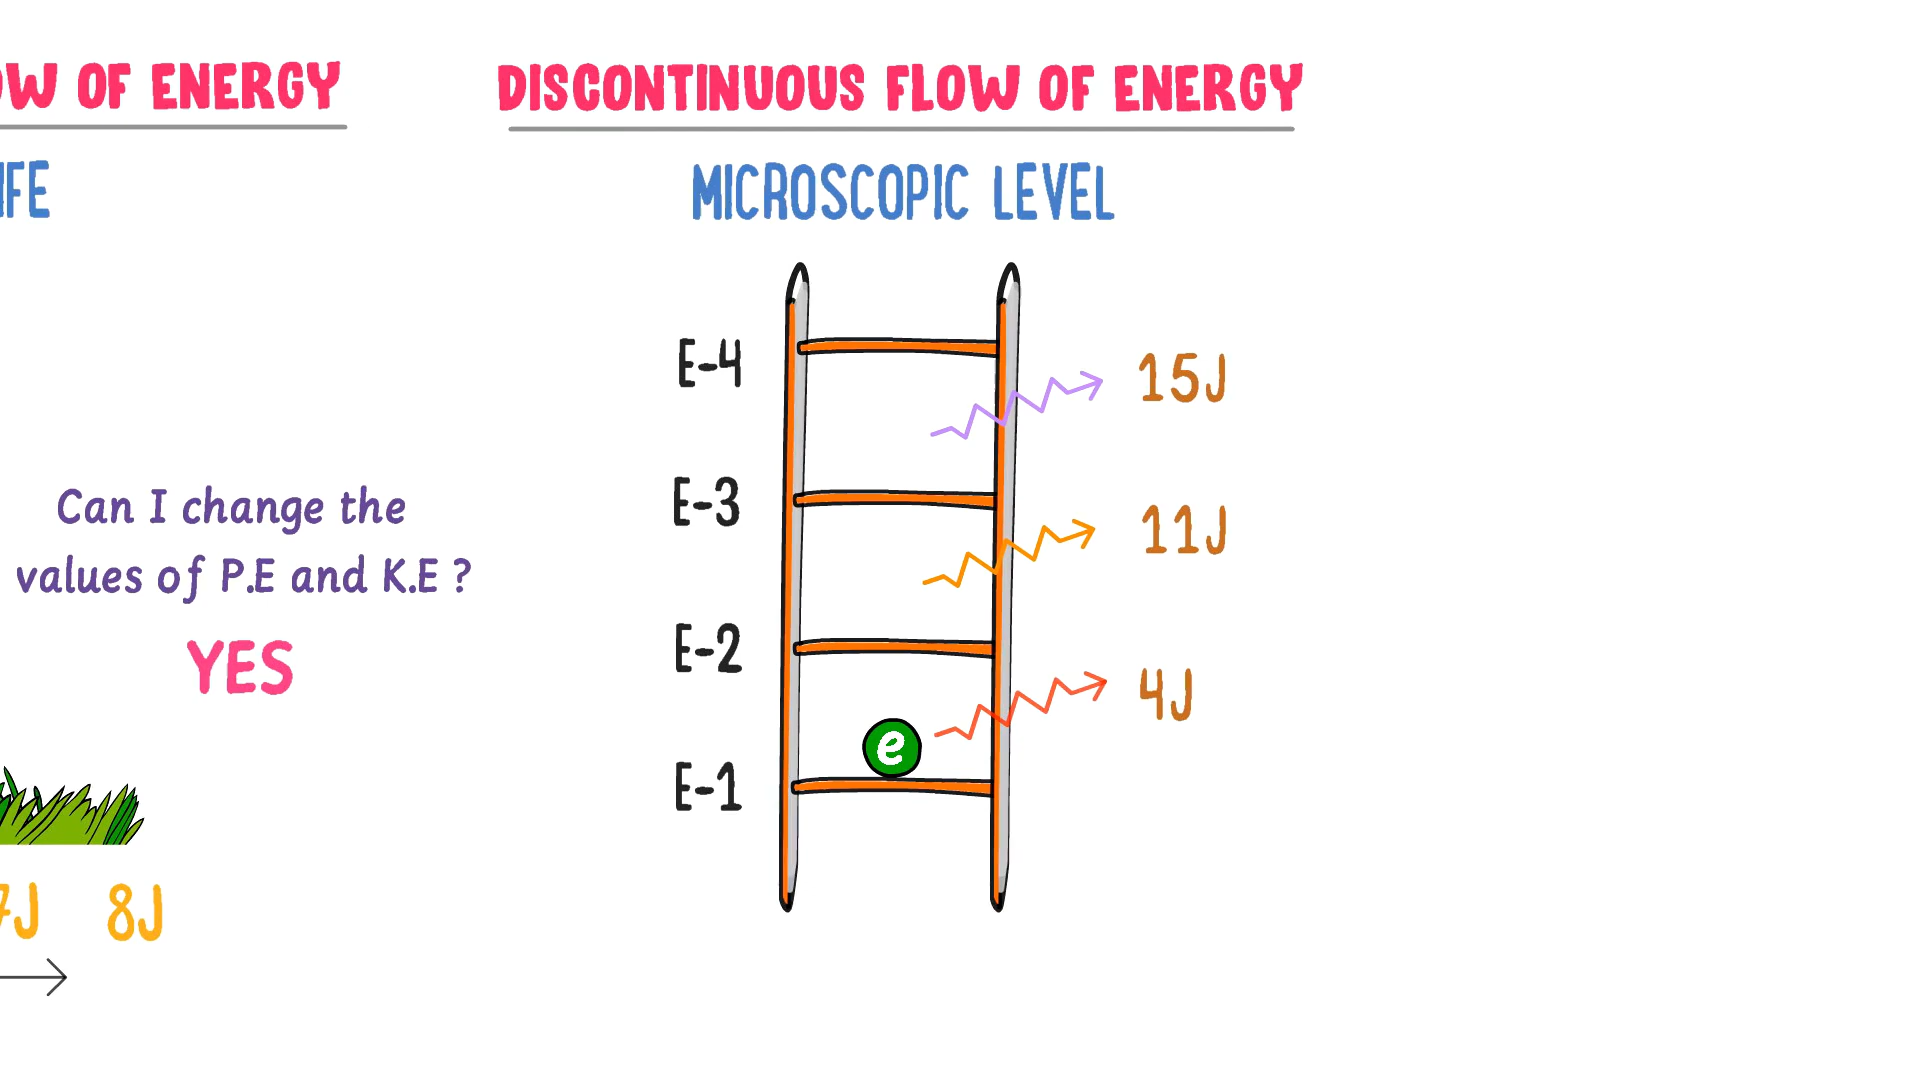 OW OF ENERGY
IFE
Can I change the
values of P.E and K.E ?
YES
7J 8J
DISCONTINUOUS FLOW OF ENERGY
MICROSCOPIC LEVEL
E-4
15J
E-3
11J
E-2
4J
e
E-1